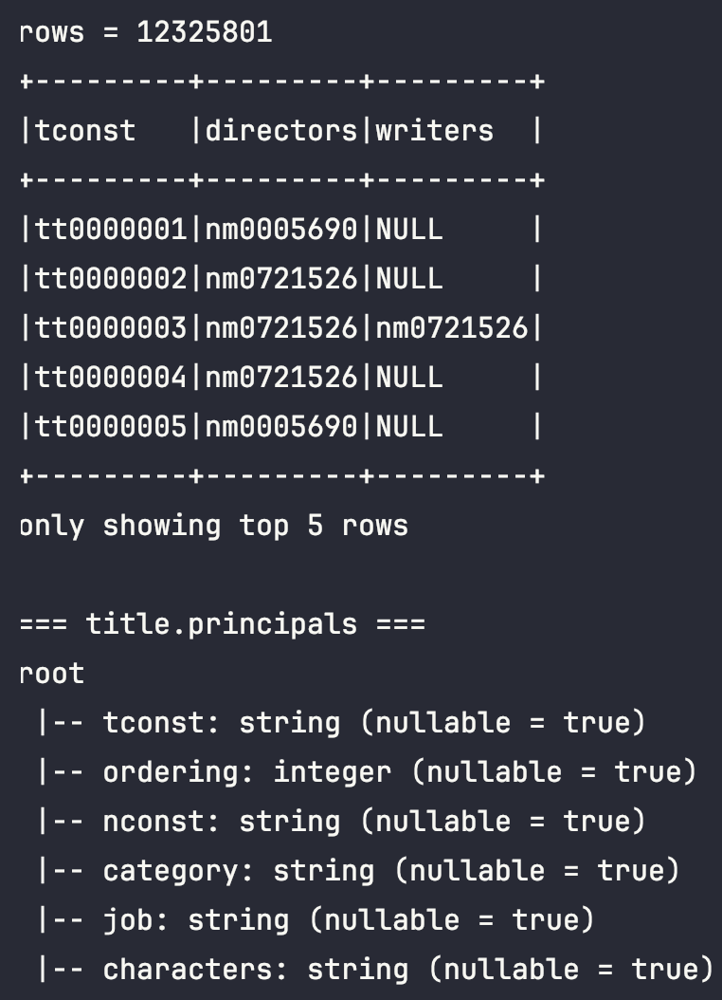 rows = 12325801
+---------+---------+---------+
|tconst   |directors|writers  |
+---------+---------+---------+
|tt0000001|nm0005690|NULL     |
|tt0000002|nm0721526|NULL     |
|tt0000003|nm0721526|nm0721526|
|tt0000004|nm0721526|NULL     |
|tt0000005|nm0005690|NULL     |
+---------+---------+---------+
only showing top 5 rows

=== title.principals ===
root
 |-- tconst: string (nullable = true)
 |-- ordering: integer (nullable = true)
 |-- nconst: string (nullable = true)
 |-- category: string (nullable = true)
 |-- job: string (nullable = true)
 |-- characters: string (nullable = true)